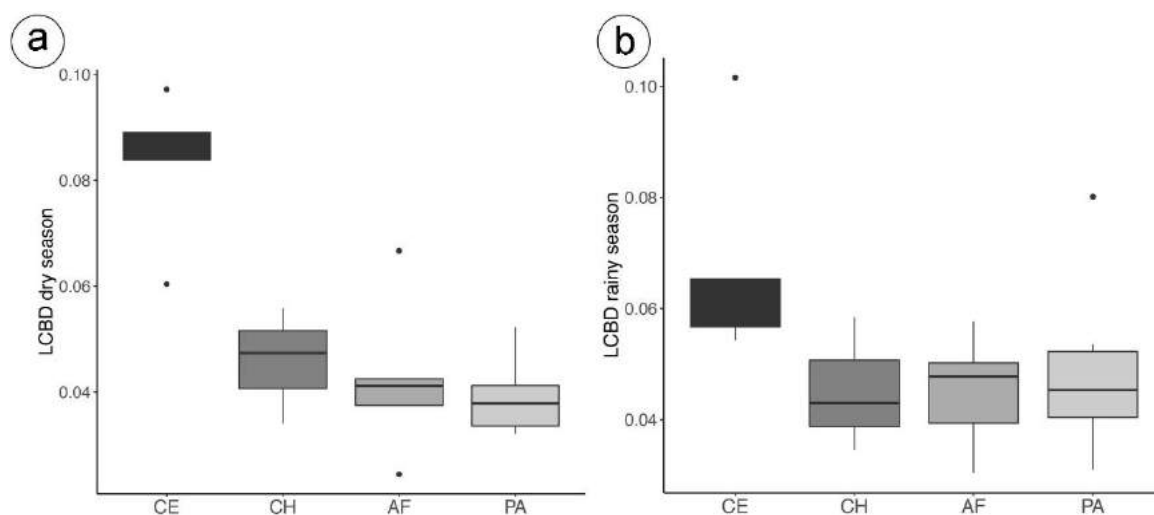 a
0.10
0.08
0.06
0.04
LCBD dry season
CE CH AF PA
b
0.10
0.08
0.06
0.04
LCBD rainy season
CE CH AF PA